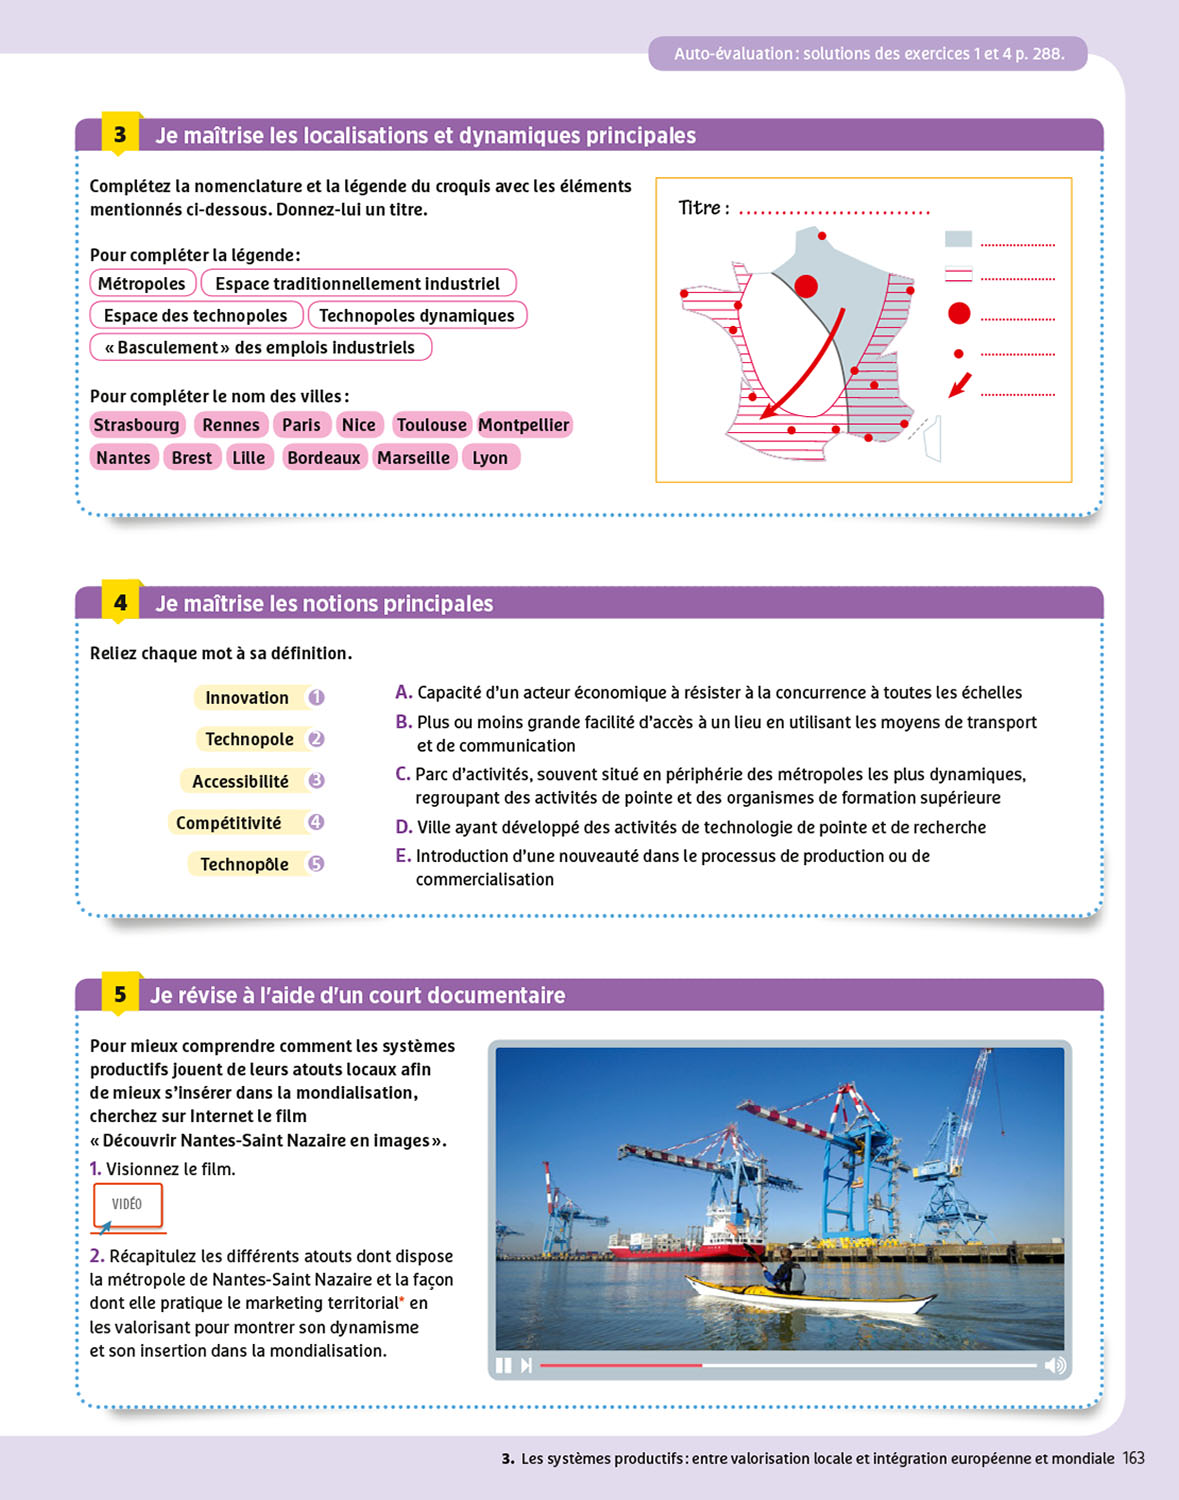 Auto-évaluation : solutions des exercices 1 et 4 p. 288.
3 Je maîtrise les localisations et dynamiques principales
Complétez la nomenclature et la légende du croquis avec les éléments
mentionnés ci-dessous. Donnez-lui un titre.
Pour compléter la légende :
Métropoles Espace traditionnellement industriel
Espace des technopoles Technopoles dynamiques
« Basculement » des emplois industriels
Pour compléter le nom des villes :
Strasbourg Rennes Paris Nice Toulouse Montpellier
Nantes Brest Lille Bordeaux Marseille Lyon
Titre : ...........................
4 Je maîtrise les notions principales
Reliez chaque mot à sa définition.
Innovation 1
Technopole 2
Accessibilité 3
Compétitivité 4
Technopôle 5
A. Capacité d'un acteur économique à résister à la concurrence à toutes les échelles
B. Plus ou moins grande facilité d'accès à un lieu en utilisant les moyens de transport
et de communication
C. Parc d'activités, souvent situé en périphérie des métropoles les plus dynamiques,
regroupant des activités de pointe et des organismes de formation supérieure
D. Ville ayant développé des activités de technologie de pointe et de recherche
E. Introduction d'une nouveauté dans le processus de production ou de
commercialisation
5 Je révise à l'aide d'un court documentaire
Pour mieux comprendre comment les systèmes
productifs jouent de leurs atouts locaux afin
de mieux s'insérer dans la mondialisation,
cherchez sur Internet le film
« Découvrir Nantes-Saint Nazaire en images ».
1. Visionnez le film.
VIDÉO
2. Récapitulez les différents atouts dont dispose
la métropole de Nantes-Saint Nazaire et la façon
dont elle pratique le marketing territorial* en
les valorisant pour montrer son dynamisme
et son insertion dans la mondialisation.
3. Les systèmes productifs : entre valorisation locale et intégration européenne et mondiale 163